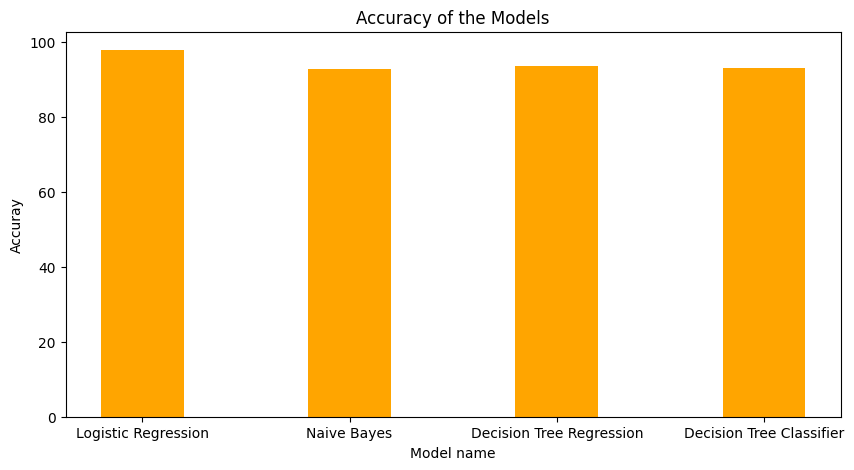 Accuracy of the Models
Accuray
100
80
60
40
20
0
Logistic Regression
Naive Bayes
Decision Tree Regression
Decision Tree Classifier
Model name